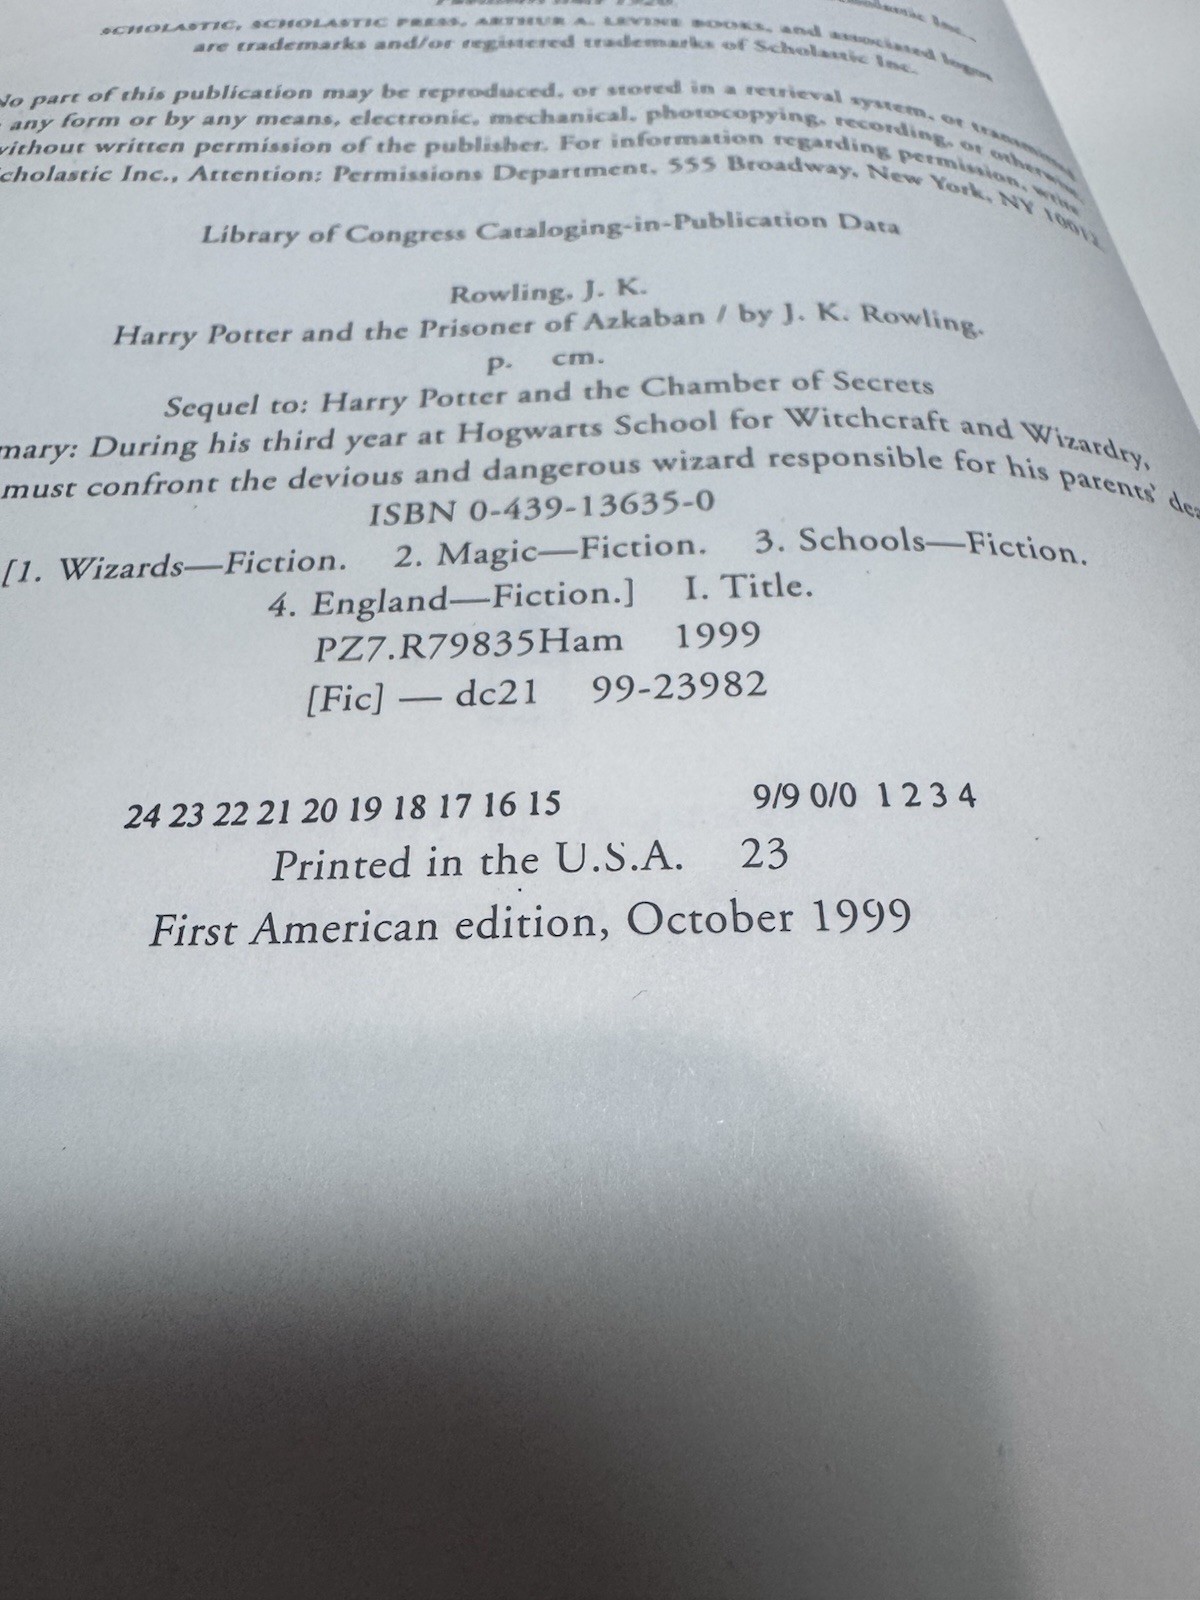 SCHOLASTIC, SCHOLASTIC PRESS, ARTHUR A. LEVINE BOOKS, and associated logos
are trademarks and/or registered trademarks of Scholastic Inc.
No part of this publication may be reproduced, or stored in a retrieval system, or transmitted
any form or by any means, electronic, mechanical, photocopying, recording, or otherwise,
without written permission of the publisher. For information regarding permission, write
cholastic Inc., Attention: Permissions Department, 555 Broadway, New York, NY 10012.
Library of Congress Cataloging-in-Publication Data
Rowling, J. K.
Harry Potter and the Prisoner of Azkaban / by J. K. Rowling.
p. cm.
Sequel to: Harry Potter and the Chamber of Secrets
mary: During his third year at Hogwarts School for Witchcraft and Wizardry,
must confront the devious and dangerous wizard responsible for his parents' dea
ISBN 0-439-13635-0
[1. Wizards—Fiction. 2. Magic—Fiction. 3. Schools—Fiction.
4. England—Fiction.] I. Title.
PZ7.R79835Ham 1999
[Fic] — dc21 99-23982
24 23 22 21 20 19 18 17 16 15 9/9 0/0 1 2 3 4
Printed in the U.S.A. 23
First American edition, October 1999